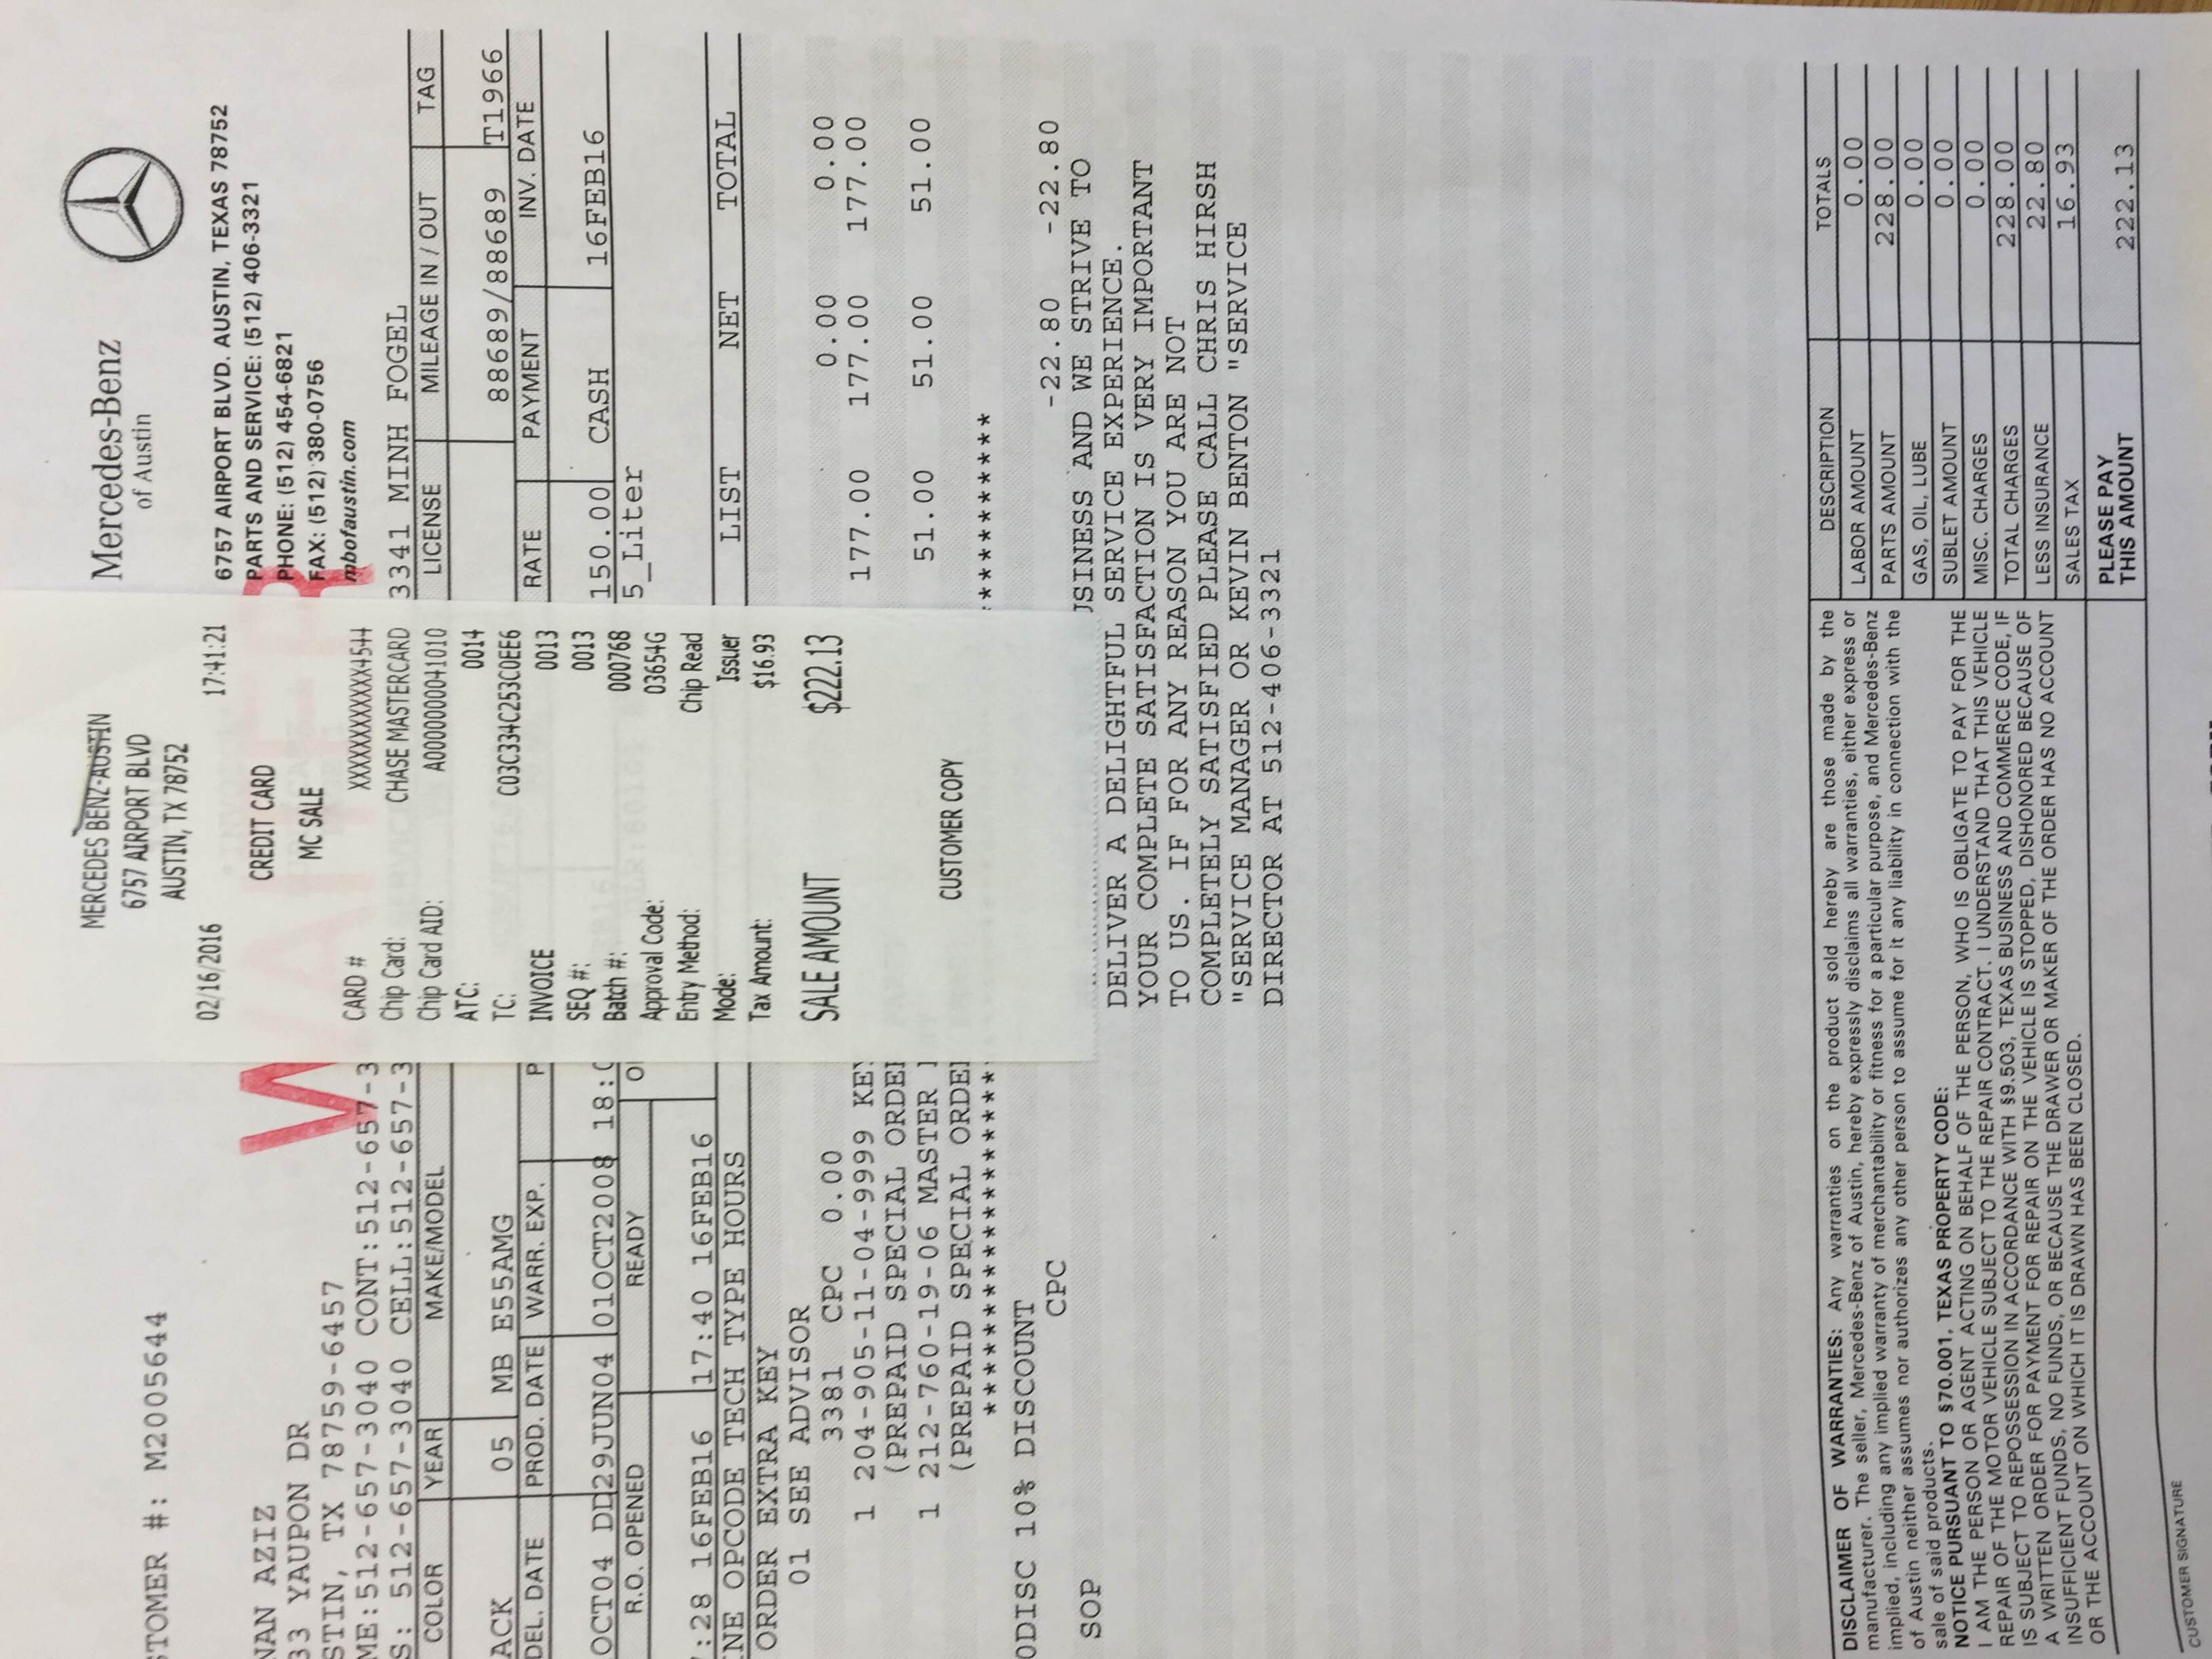 MERCEDES BENZ-AUSTIN
6757 AIRPORT BLVD
AUSTIN, TX 78752
02/16/2016 17:41:21
CREDIT CARD
MC SALE
CARD # XXXXXXXXXXXX4544
Chip Card: CHASE MASTERCARD
Chip Card AID: A0000000041010
ATC: 0014
TC: C03C334C253C0EE6
INVOICE 0013
SEQ #: 0013
Batch #: 000768
Approval Code: 03654G
Entry Method: Chip Read
Mode: Issuer
Tax Amount: $16.93
SALE AMOUNT $222.13
CUSTOMER COPY
Mercedes-Benz
of Austin
6757 AIRPORT BLVD. AUSTIN, TEXAS 78752
PARTS AND SERVICE: (512) 406-3321
PHONE: (512) 454-6821
FAX: (512) 380-0756
mbofaustin.com
STOMER #: M2005644
NAN AZIZ
33 YAUPON DR
STIN, TX 78759-6457
ME:512-657-3040 CONT:512-657-3
S: 512-657-3040 CELL:512-657-3
3341 MINH FOGEL
COLOR YEAR MAKE/MODEL LICENSE MILEAGE IN / OUT TAG
ACK 05 MB E55AMG 88689/88689 T1966
DEL. DATE PROD. DATE WARR. EXP. P RATE PAYMENT INV. DATE
OCT04 DD 29JUN04 01OCT2008 18:0 150.00 CASH 16FEB16
R.O. OPENED READY O 5_Liter
:28 16FEB16 17:40 16FEB16
NE OPCODE TECH TYPE HOURS LIST NET TOTAL
ORDER EXTRA KEY
01 SEE ADVISOR
3381 CPC 0.00 0.00 0.00
1 204-905-11-04-9999 KEY 177.00 177.00 177.00
(PREPAID SPECIAL ORDE
1 212-760-19-06 MASTER 51.00 51.00 51.00
(PREPAID SPECIAL ORDE
****************** ***********
0DISC 10% DISCOUNT
CPC -22.80 -22.80
SOP
USINESS AND WE STRIVE TO
DELIVER A DELIGHTFUL SERVICE EXPERIENCE.
YOUR COMPLETE SATISFACTION IS VERY IMPORTANT
TO US. IF FOR ANY REASON YOU ARE NOT
COMPLETELY SATISFIED PLEASE CALL CHRIS HIRSH
"SERVICE MANAGER OR KEVIN BENTON "SERVICE
DIRECTOR AT 512-406-3321
DISCLAIMER OF WARRANTIES: Any warranties on the product sold hereby are those made by the
manufacturer. The seller, Mercedes-Benz of Austin, hereby expressly disclaims all warranties, either express or
implied, including any implied warranty of merchantability or fitness for a particular purpose, and Mercedes-Benz
of Austin neither assumes nor authorizes any other person to assume for it any liability in connection with the
sale of said products.
NOTICE PURSUANT TO §70.001, TEXAS PROPERTY CODE:
I AM THE PERSON OR AGENT ACTING ON BEHALF OF THE PERSON, WHO IS OBLIGATE TO PAY FOR THE
REPAIR OF THE MOTOR VEHICLE SUBJECT TO THE REPAIR CONTRACT. I UNDERSTAND THAT THIS VEHICLE
IS SUBJECT TO REPOSSESSION IN ACCORDANCE WITH §9.503, TEXAS BUSINESS AND COMMERCE CODE, IF
A WRITTEN ORDER FOR PAYMENT FOR REPAIR ON THE VEHICLE IS STOPPED, DISHONORED BECAUSE OF
INSUFFICIENT FUNDS, NO FUNDS, OR BECAUSE THE DRAWER OR MAKER OF THE ORDER HAS NO ACCOUNT
OR THE ACCOUNT ON WHICH IT IS DRAWN HAS BEEN CLOSED.
DESCRIPTION TOTALS
LABOR AMOUNT 0.00
PARTS AMOUNT 228.00
GAS, OIL, LUBE 0.00
SUBLET AMOUNT 0.00
MISC. CHARGES 0.00
TOTAL CHARGES 228.00
LESS INSURANCE 22.80
SALES TAX 16.93
PLEASE PAY
THIS AMOUNT 222.13
CUSTOMER SIGNATURE